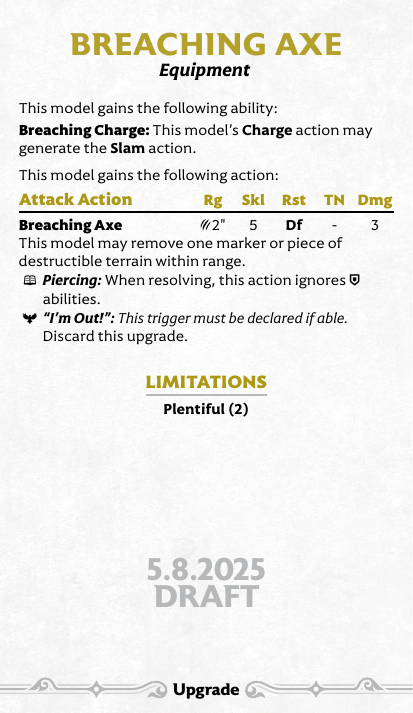 BREACHING AXE
Equipment
This model gains the following ability:
Breaching Charge: This model's Charge action may
generate the Slam action.
This model gains the following action:
Attack Action Rg Skl Rst TN Dmg
Breaching Axe 2" 5 Df - 3
This model may remove one marker or piece of
destructible terrain within range.
Piercing: When resolving, this action ignores
abilities.
"I'm Out!": This trigger must be declared if able.
Discard this upgrade.
LIMITATIONS
Plentiful (2)
5.8.2025
DRAFT
Upgrade